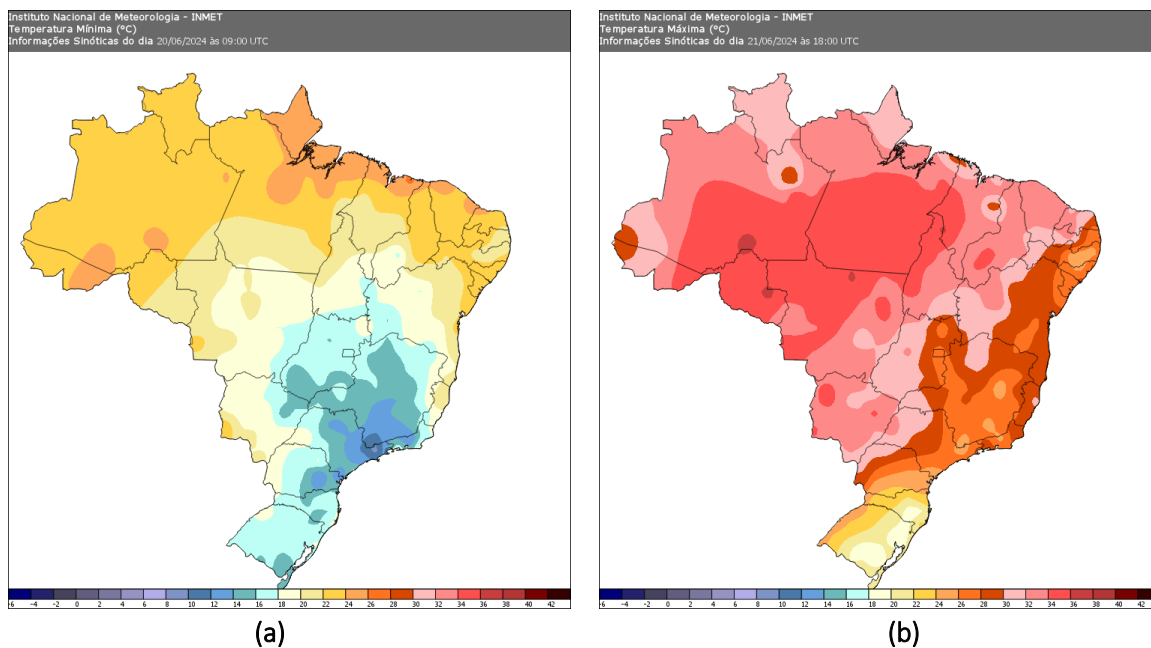 Instituto Nacional de Meteorologia - INMET
Temperatura Mínima (°C)
Informações Sinóticas do dia 20/06/2024 às 09:00 UTC
-6 -4 -2 0 2 4 6 8 10 12 14 16 18 20 22 24 26 28 30 32 34 36 38 40 42
(a)
Instituto Nacional de Meteorologia - INMET
Temperatura Máxima (°C)
Informações Sinóticas do dia 21/06/2024 às 18:00 UTC
-6 -4 -2 0 2 4 6 8 10 12 14 16 18 20 22 24 26 28 30 32 34 36 38 40 42
(b)